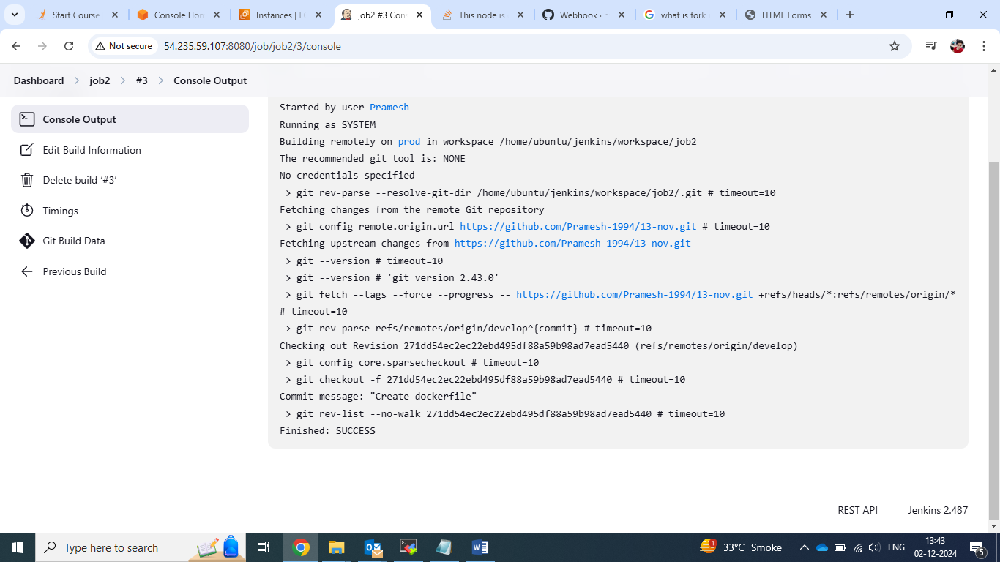 Start Course
Console Hon
Instances | EC
job2 #3 Cons
This node is
Webhook · h
what is fork i
HTML Forms
Not secure
54.235.59.107:8080/job/job2/3/console
Dashboard
job2
#3
Console Output
Console Output
Edit Build Information
Delete build ‘#3’
Timings
Git Build Data
Previous Build
Started by user Pramesh
Running as SYSTEM
Building remotely on prod in workspace /home/ubuntu/jenkins/workspace/job2
The recommended git tool is: NONE
No credentials specified
> git rev-parse --resolve-git-dir /home/ubuntu/jenkins/workspace/job2/.git # timeout=10
Fetching changes from the remote Git repository
> git config remote.origin.url https://github.com/Pramesh-1994/13-nov.git # timeout=10
Fetching upstream changes from https://github.com/Pramesh-1994/13-nov.git
> git --version # timeout=10
> git --version # 'git version 2.43.0'
> git fetch --tags --force --progress -- https://github.com/Pramesh-1994/13-nov.git +refs/heads/*:refs/remotes/origin/*
# timeout=10
> git rev-parse refs/remotes/origin/develop^{commit} # timeout=10
Checking out Revision 271dd54ec2ec22ebd495df88a59b98ad7ead5440 (refs/remotes/origin/develop)
> git config core.sparsecheckout # timeout=10
> git checkout -f 271dd54ec2ec22ebd495df88a59b98ad7ead5440 # timeout=10
Commit message: "Create dockerfile"
> git rev-list --no-walk 271dd54ec2ec22ebd495df88a59b98ad7ead5440 # timeout=10
Finished: SUCCESS
REST API
Jenkins 2.487
Type here to search
1
33°C Smoke
ENG
13:43
02-12-2024
5